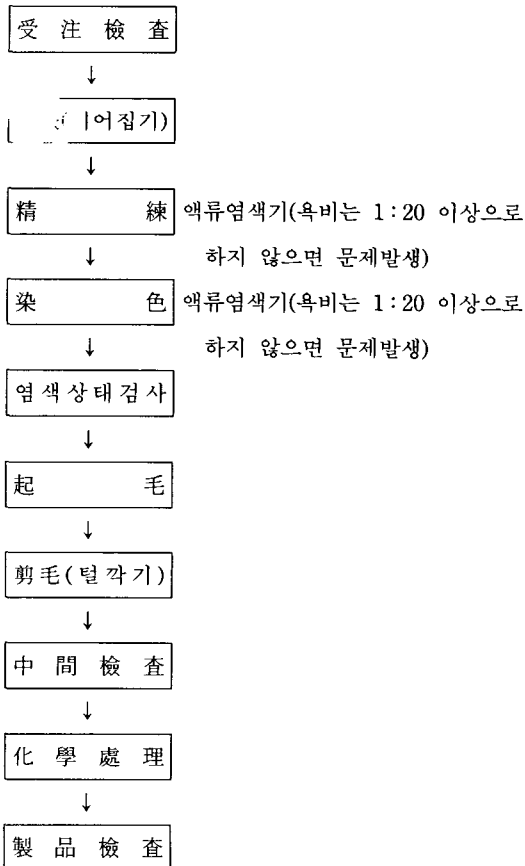 受 注 檢 査
↓
어집기)
↓
精 練 액류염색기(욕비는 1:20 이상으로
↓ 하지 않으면 문제발생)
染 色 액류염색기(욕비는 1:20 이상으로
↓ 하지 않으면 문제발생)
염색상태검사
↓
起 毛
↓
剪毛(털깍기)
↓
中 間 檢 査
↓
化 學 處 理
↓
製 品 檢 査